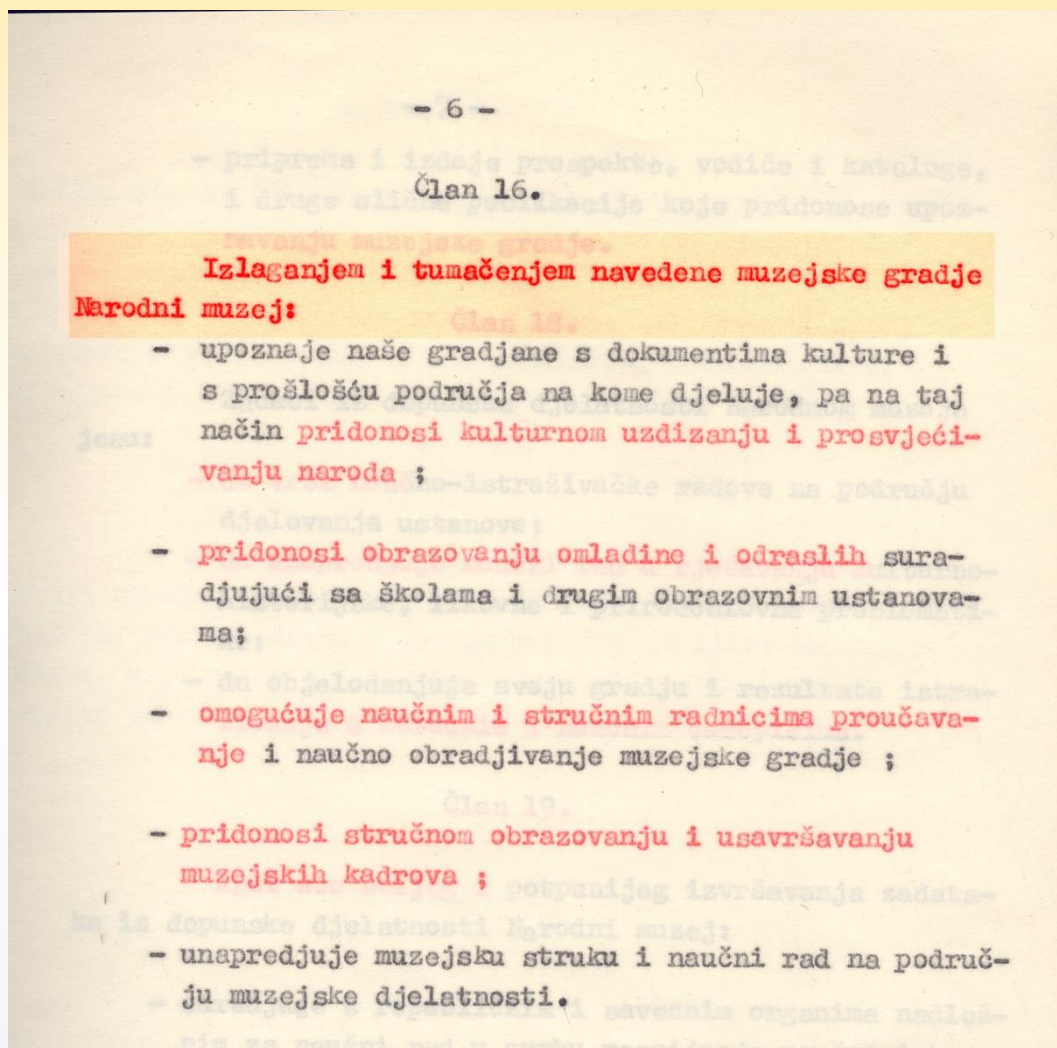 - 6 -
Član 16.
Izlaganjem i tumačenjem navedene muzejske gradje
Narodni muzej:
- upoznaje naše gradjane s dokumentima kulture i
s prošlošću područja na kome djeluje, pa na taj
način pridonosi kulturnom uzdizanju i prosvjeći-
vanju naroda ;
- pridonosi obrazovanju omladine i odraslih sura-
djujući sa školama i drugim obrazovnim ustanova-
ma;
- omogućuje naučnim i stručnim radnicima proučava-
nje i naučno obradjivanje muzejske gradje ;
- pridonosi stručnom obrazovanju i usavršavanju
muzejskih kadrova ;
- unapredjuje muzejsku struku i naučni rad na područ-
ju muzejske djelatnosti.